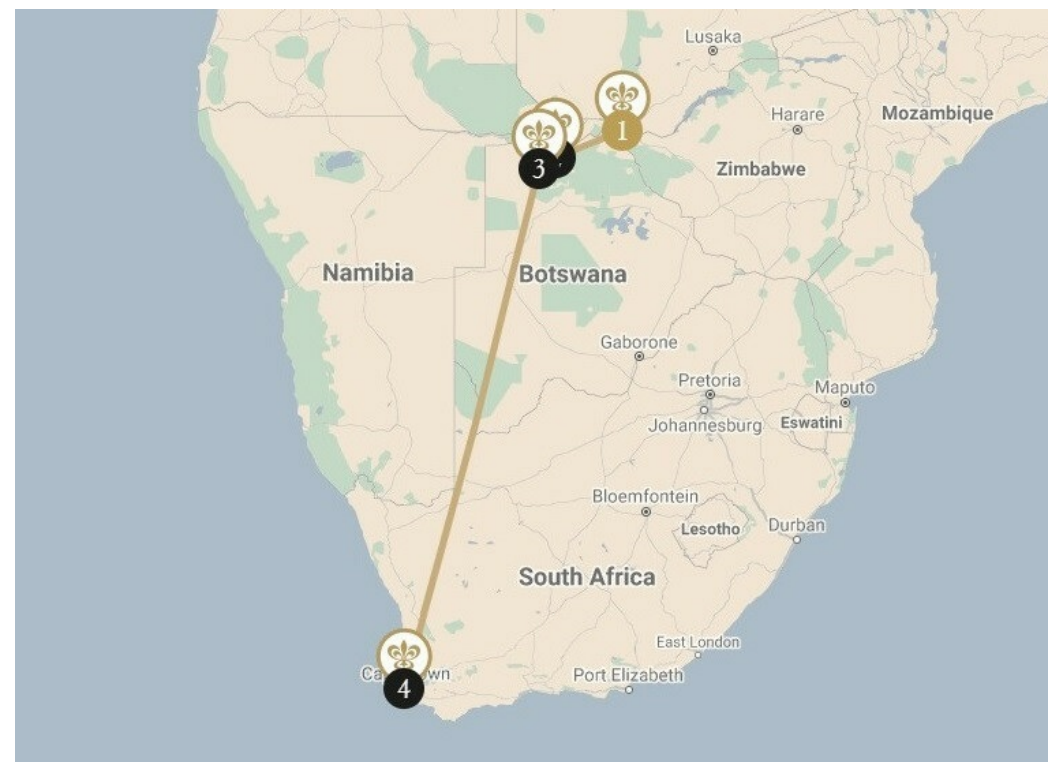 Lusaka
Harare
Mozambique
1
Zimbabwe
3
Namibia
Botswana
Gaborone
Pretoria
Maputo
Johannesburg
Eswatini
Bloemfontein
Lesotho
Durban
South Africa
East London
Port Elizabeth
4